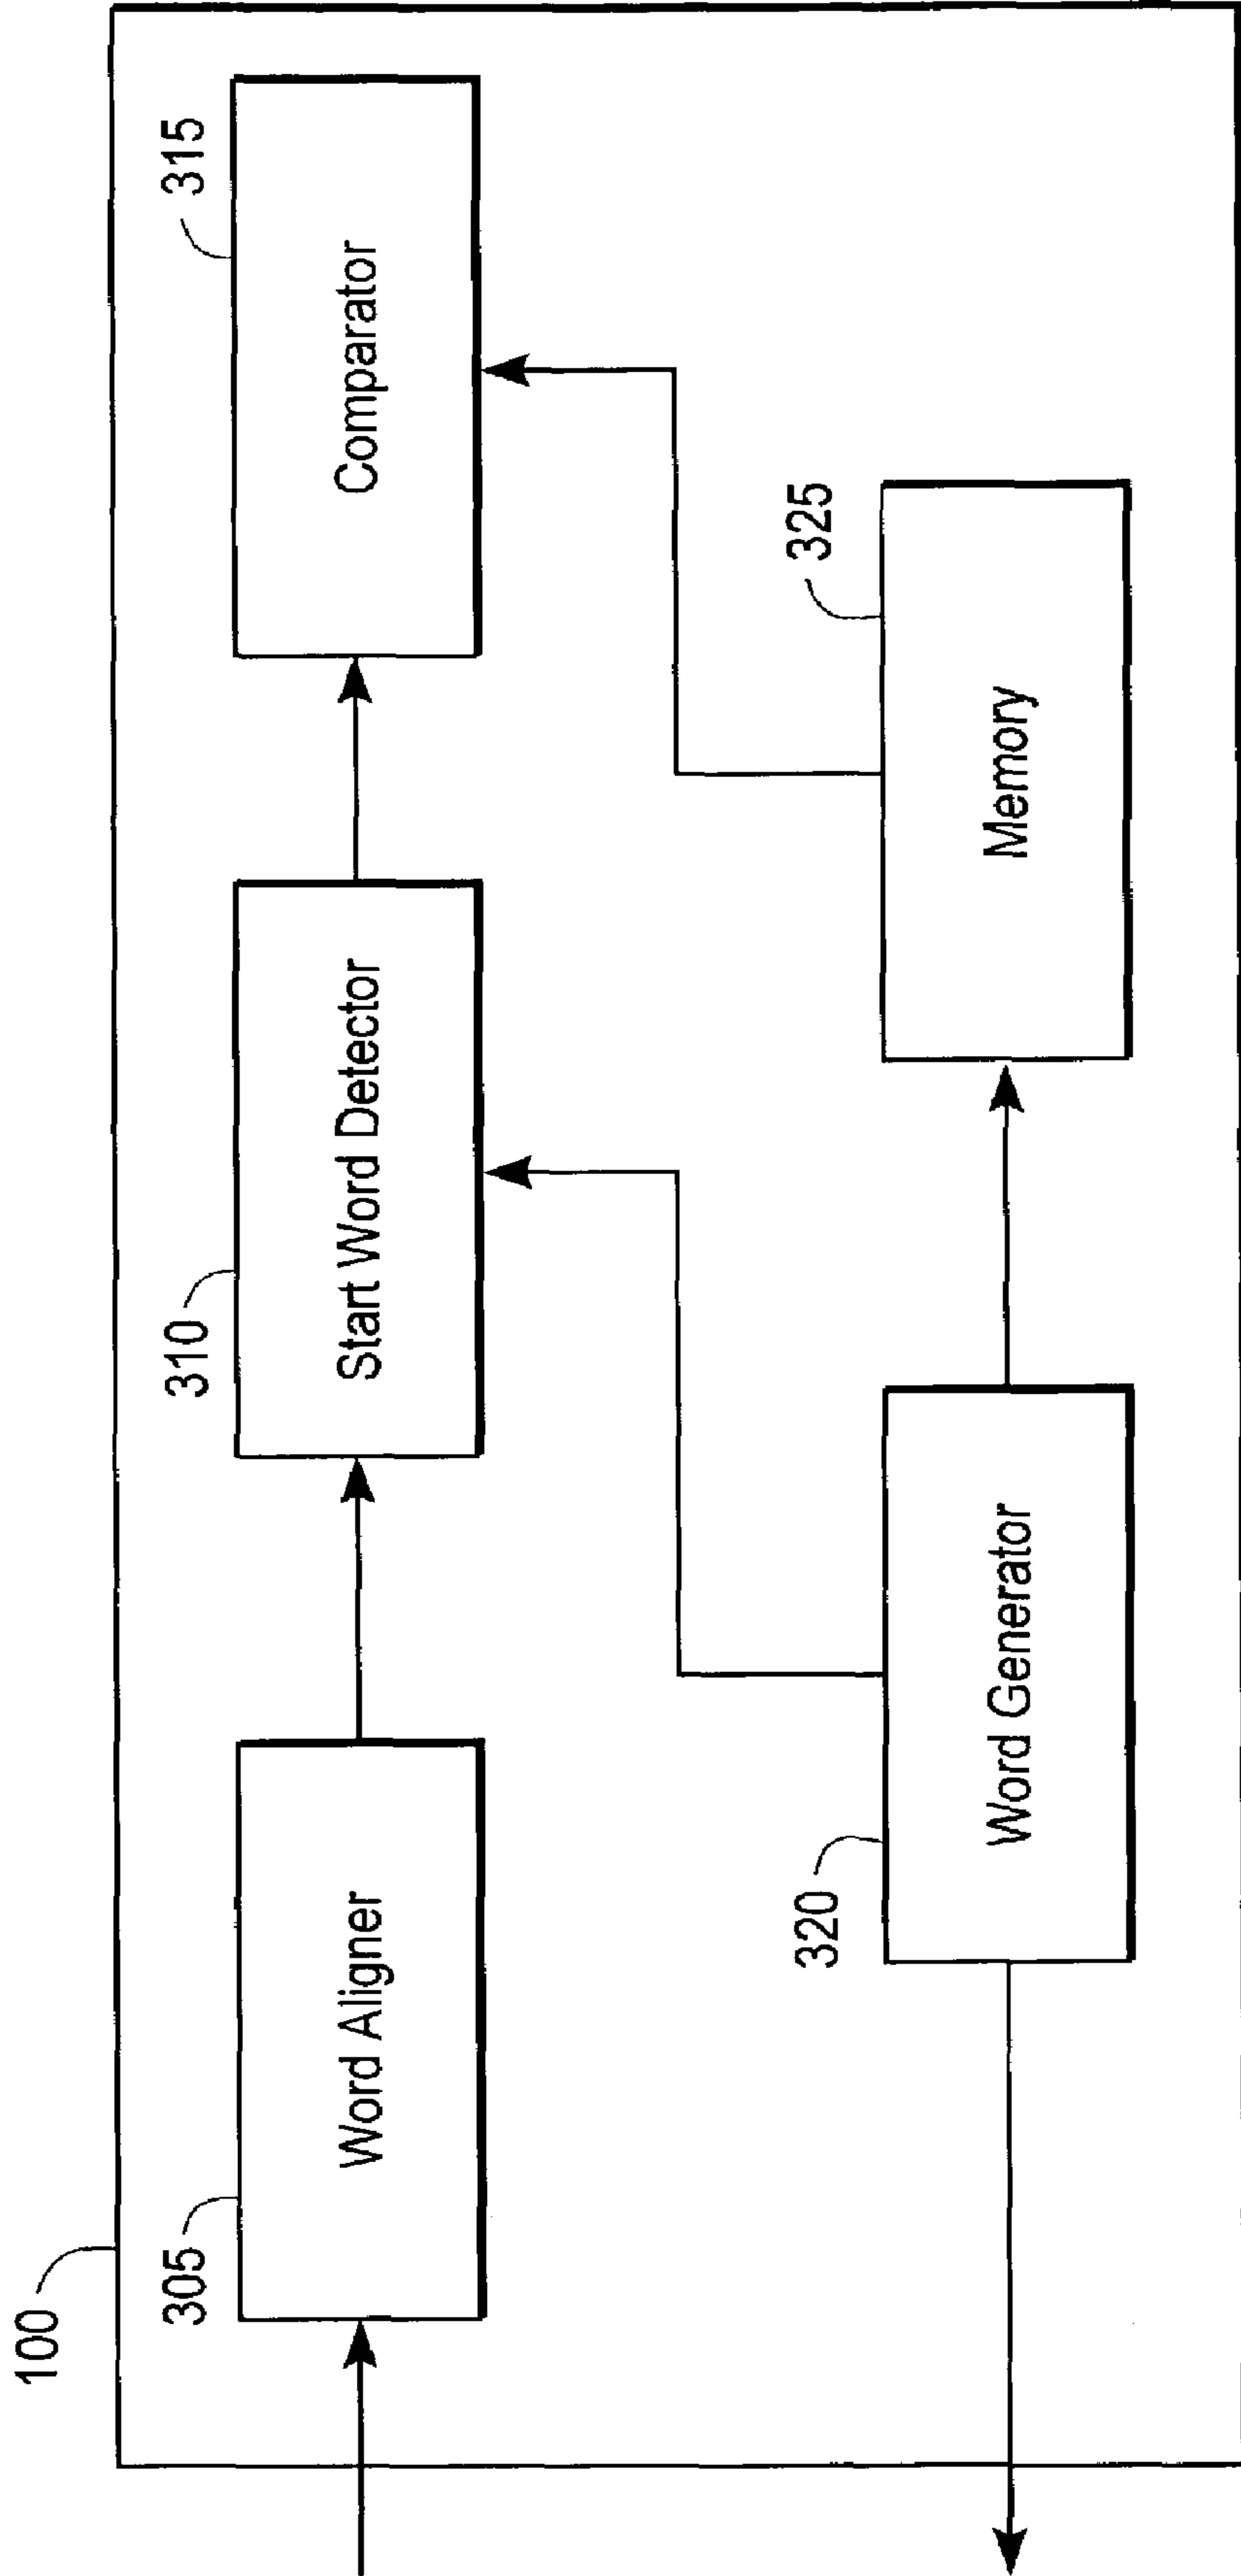 100
305
Word Aligner
310
Start Word Detector
315
Comparator
320
Word Generator
325
Memory